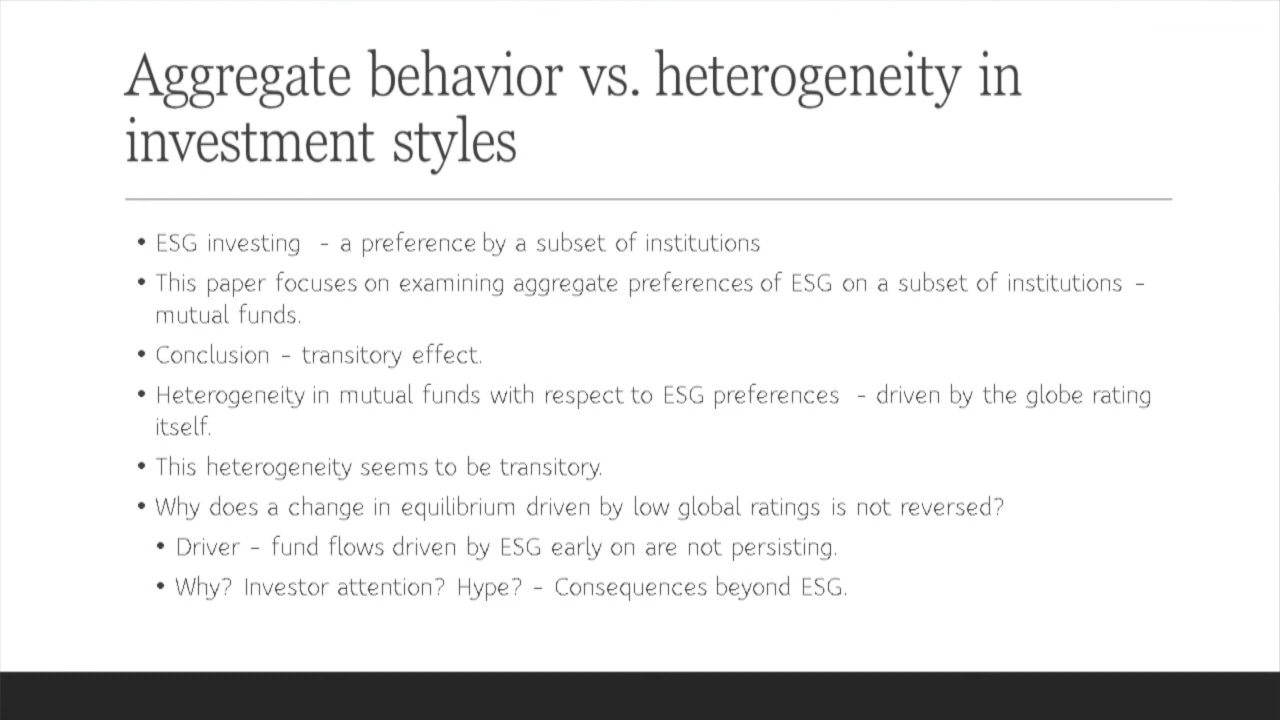 Aggregate behavior vs. heterogeneity in
investment styles
• ESG investing - a preference by a subset of institutions
• This paper focuses on examining aggregate preferences of ESG on a subset of institutions -
mutual funds.
• Conclusion - transitory effect.
• Heterogeneity in mutual funds with respect to ESG preferences - driven by the globe rating
itself.
• This heterogeneity seems to be transitory.
• Why does a change in equilibrium driven by low global ratings is not reversed?
• Driver - fund flows driven by ESG early on are not persisting.
• Why? Investor attention? Hype? - Consequences beyond ESG.